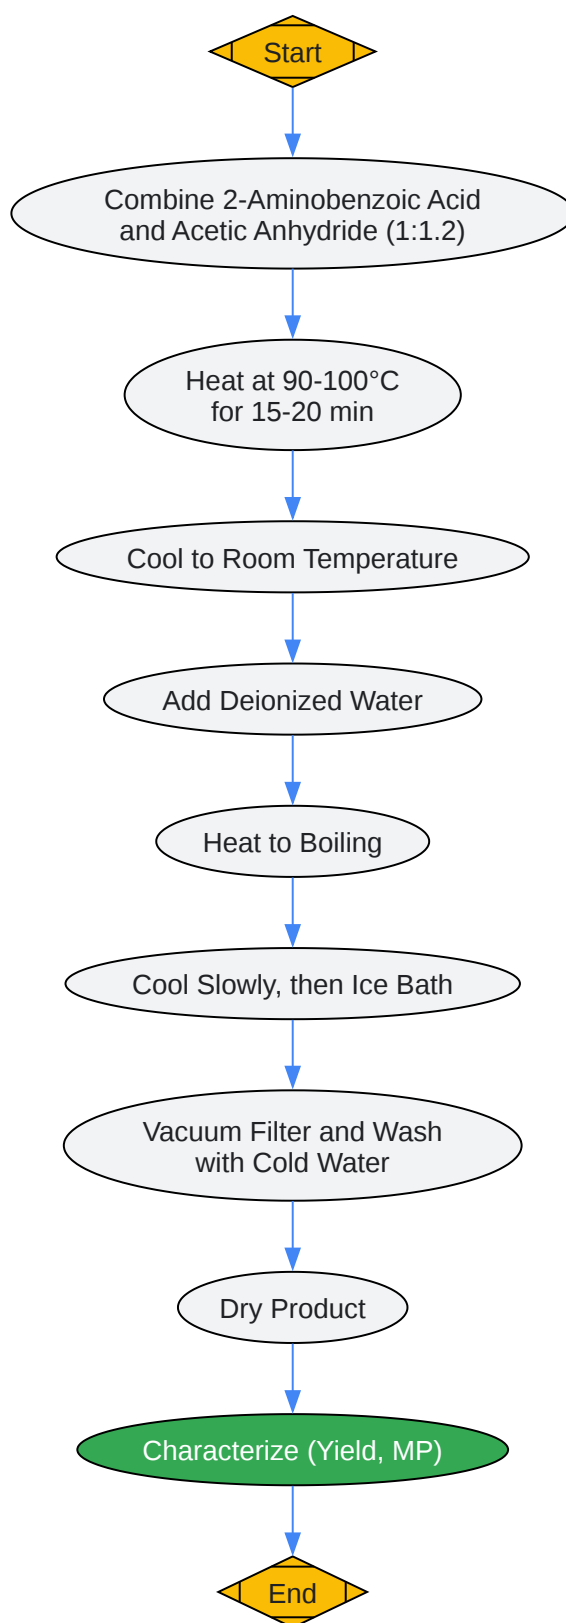 Start
Combine 2-Aminobenzoic Acid
and Acetic Anhydride (1:1.2)
Heat at 90-100°C
for 15-20 min
Cool to Room Temperature
Add Deionized Water
Heat to Boiling
Cool Slowly, then Ice Bath
Vacuum Filter and Wash
with Cold Water
Dry Product
Characterize (Yield, MP)
End